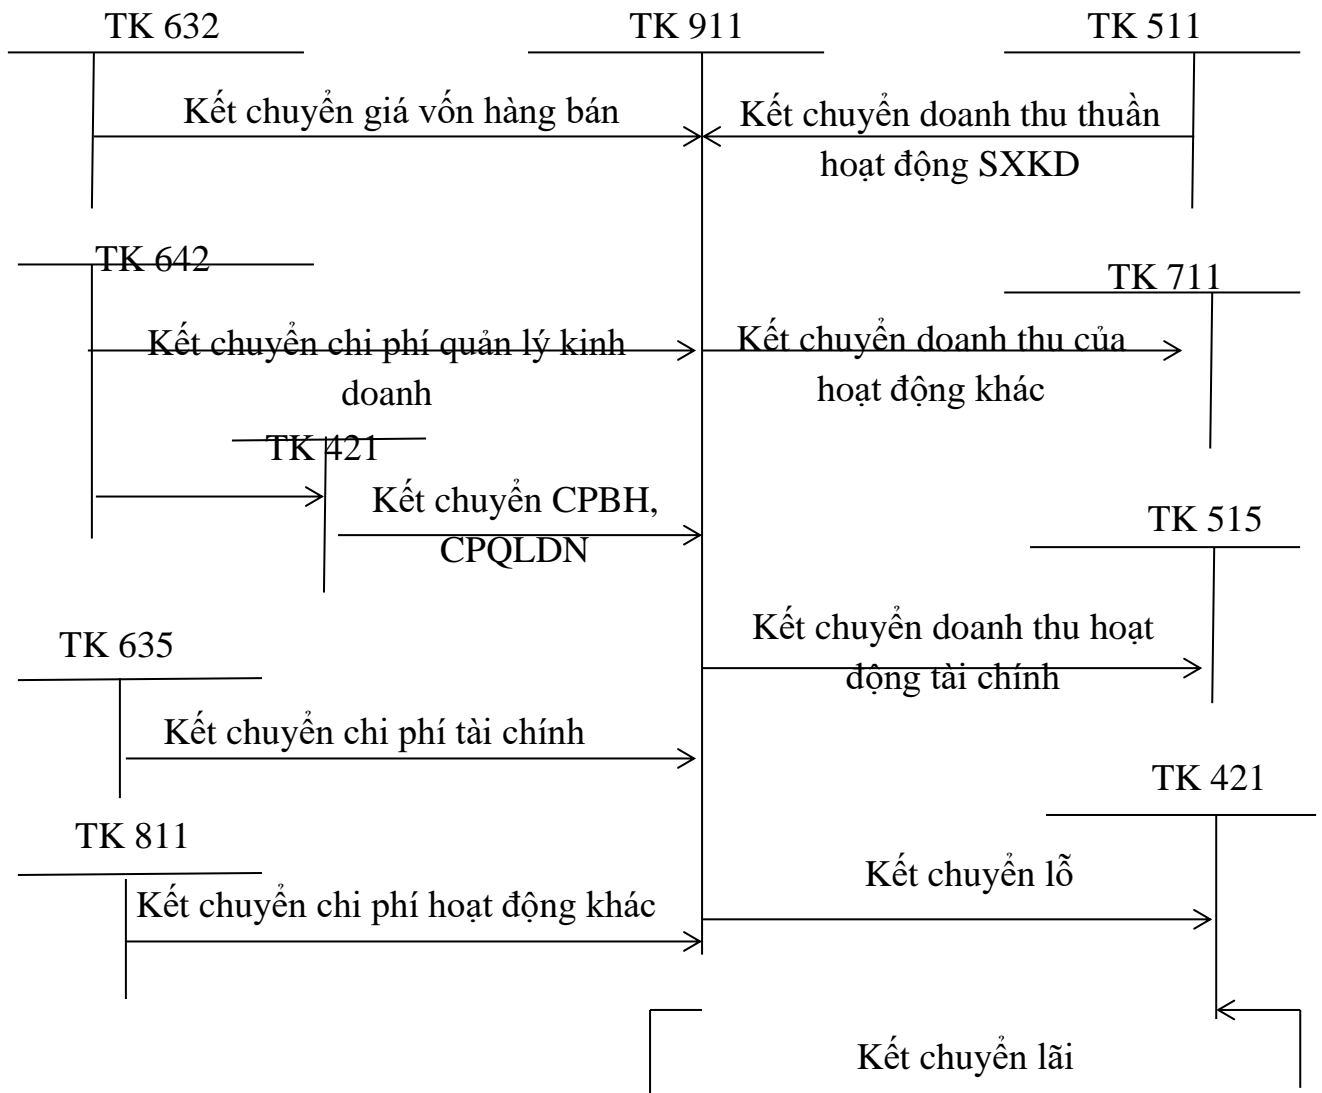 TK 632
TK 911
TK 511
Kết chuyển giá vốn hàng bán
Kết chuyển doanh thu thuần
hoạt động SXKD
TK 642
TK 711
Kết chuyển chi phí quản lý kinh
doanh
Kết chuyển doanh thu của
hoạt động khác
TK 421
Kết chuyển CPBH,
CPQLDN
TK 515
Kết chuyển doanh thu hoạt
động tài chính
TK 635
Kết chuyển chi phí tài chính
TK 421
TK 811
Kết chuyển lỗ
Kết chuyển chi phí hoạt động khác
Kết chuyển lãi